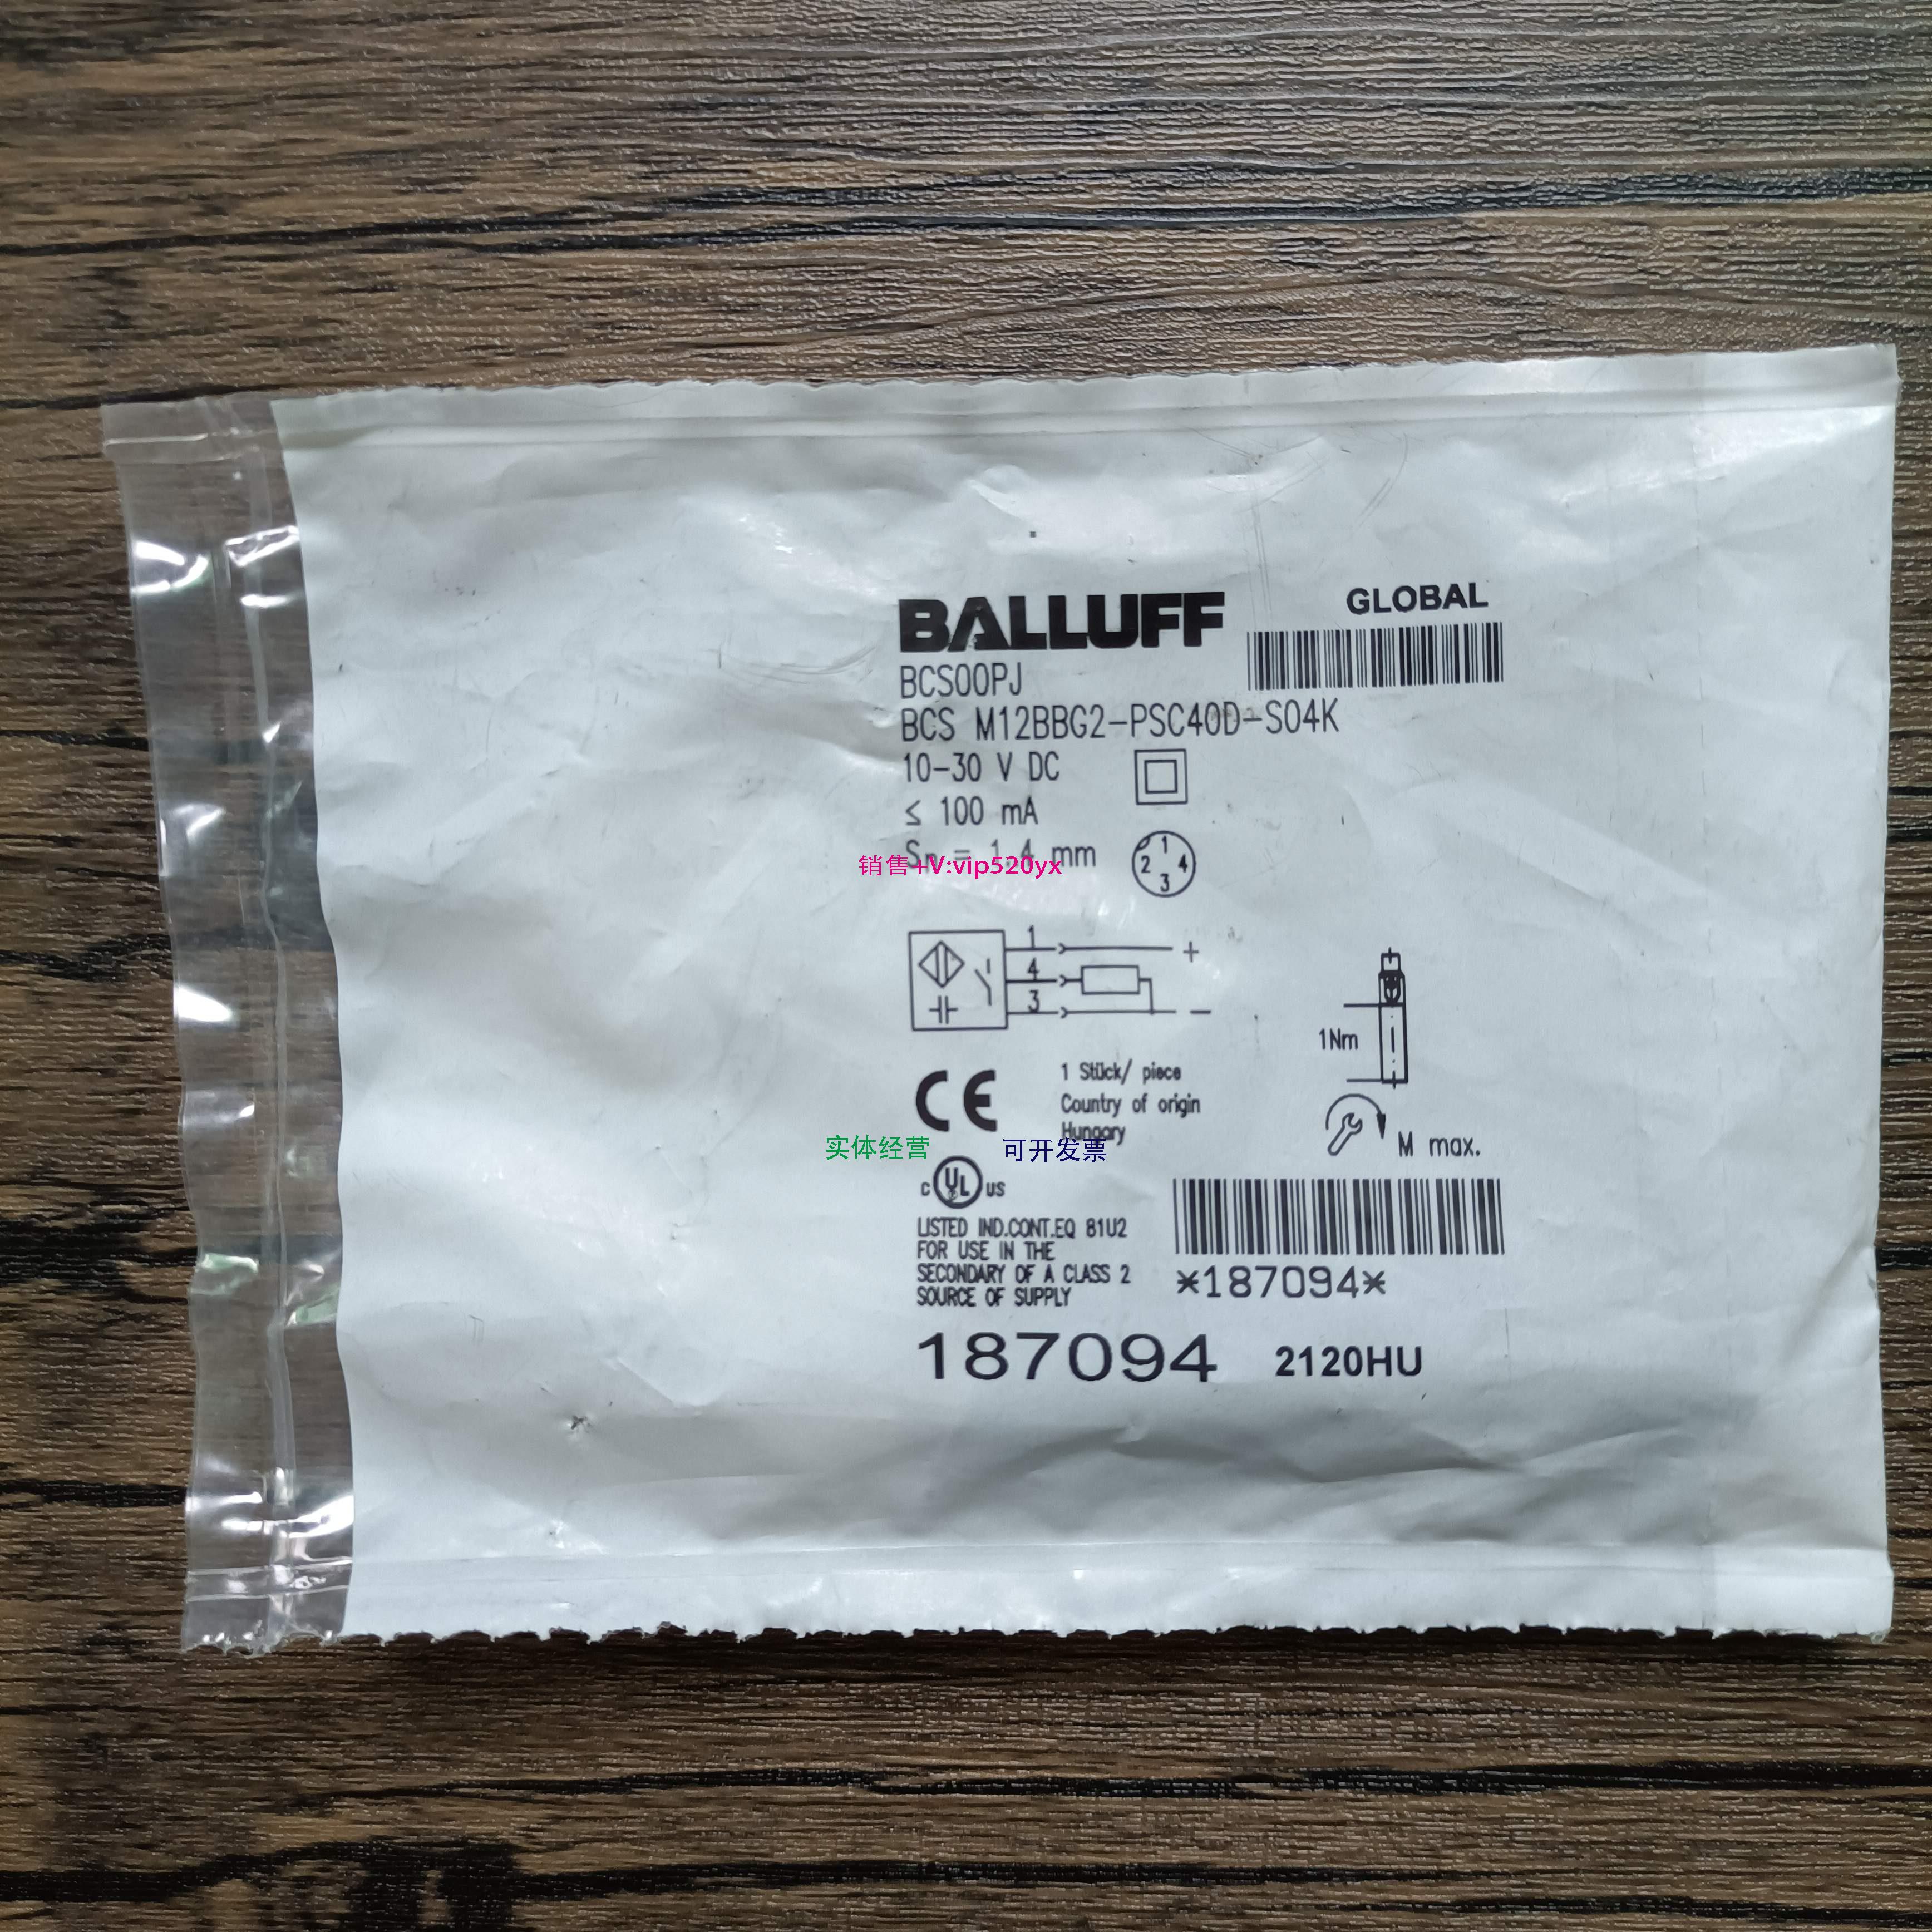 BALLUFF
GLOBAL
BCS00PJ
BCS M12BBG2-PSC40D-S04K
10-30 V DC
≤ 100 mA
Sn = 1,4 mm
销售+V:vip520yx
1
2 4
3
1 +
4
3 -
1Nm
M max.
CE
1 Stück/ piece
Country of origin
Hungary
实体经营 可开发票
C UL US
LISTED IND.CONT.EQ 81U2
FOR USE IN THE
SECONDARY OF A CLASS 2
SOURCE OF SUPPLY
*187094*
187094 2120HU